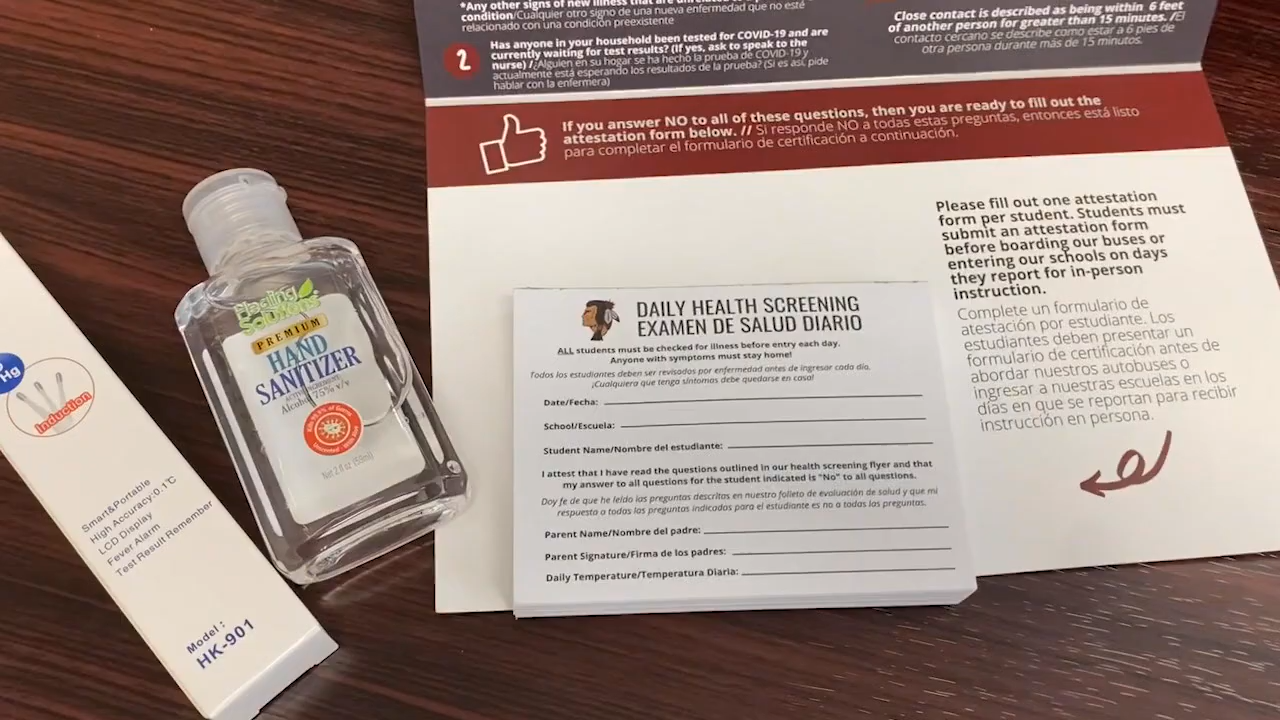 *Any other signs of new illness that are
condition/Cualquier otro signo de una nueva enfermedad que no esté
relacionado con una condición preexistente
2
Has anyone in your household been tested for COVID-19 and are
currently waiting for test results? (If yes, ask to speak to the
nurse) /¿Alguien en su hogar se ha hecho la prueba de COVID-19 y
actualmente está esperando los resultados de la prueba? (Si es así, pide
hablar con la enfermera)
Close contact is described as being within 6 feet
of another person for greater than 15 minutes. /El
contacto cercano se describe como estar a 6 pies de
otra persona durante más de 15 minutos.
If you answer NO to all of these questions, then you are ready to fill out the
attestation form below. // Si responde NO a todas estas preguntas, entonces está listo
para completar el formulario de certificación a continuación.
Please fill out one attestation
form per student. Students must
submit an attestation form
before boarding our buses or
entering our schools on days
they report for in-person
instruction.
Complete un formulario de
atestación por estudiante. Los
estudiantes deben presentar un
formulario de certificación antes de
abordar nuestros autobuses o
ingresar a nuestras escuelas en los
días en que se reportan para recibir
instrucción en persona.
DAILY HEALTH SCREENING
EXAMEN DE SALUD DIARIO
ALL students must be checked for illness before entry each day.
Anyone with symptoms must stay home!
Todos los estudiantes deben ser revisados por enfermedad antes de ingresar cada día.
¡Cualquiera que tenga síntomas debe quedarse en casa!
Date/Fecha:
School/Escuela:
Student Name/Nombre del estudiante:
I attest that I have read the questions outlined in our health screening flyer and that
my answer to all questions for the student indicated is "No" to all questions.
Doy fe de que he leído las preguntas descritas en nuestro folleto de evaluación de salud y que mi
respuesta a todas las preguntas indicadas para el estudiante es no a todas las preguntas.
Parent Name/Nombre del padre:
Parent Signature/Firma de los padres:
Daily Temperature/Temperatura Diaria:
Healing
Solutions
PREMIUM
HAND
SANITIZER
Alcohol 75% v/v
Net 2 fl oz (59ml)
Hg
Induction
Smart&Portable
High Accuracy:0.1℃
LCD Display
Fever Alarm
Test Result Remember
Model :
HK-901